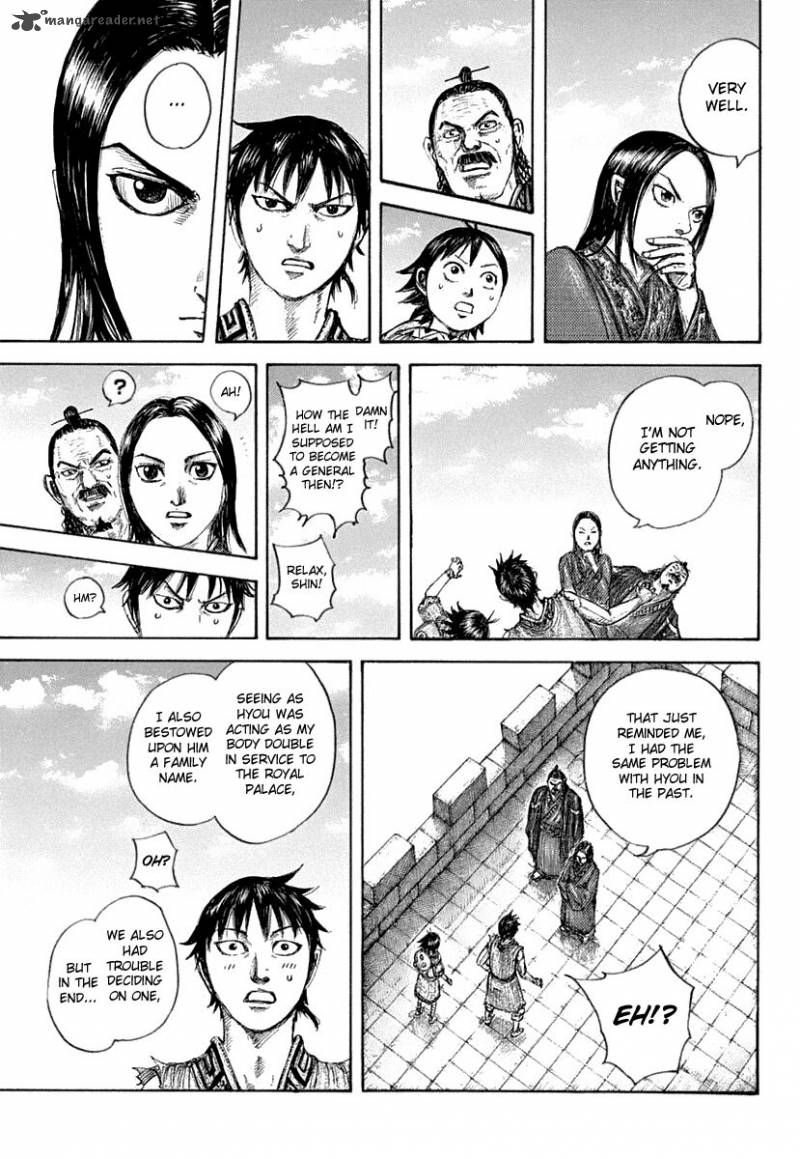 mangareader.net
VERY
WELL.
...
NOPE,
I'M NOT
GETTING
ANYTHING.
DAMN
IT!
HOW THE
HELL AM I
SUPPOSED
TO BECOME
A GENERAL
THEN!?
RELAX,
SHIN!
AH!
?
HM?
THAT JUST
REMINDED ME,
I HAD THE
SAME PROBLEM
WITH HYOU IN
THE PAST.
EH!?
SEEING AS
HYOU WAS
ACTING AS MY
BODY DOUBLE
IN SERVICE
TO THE ROYAL
PALACE,
I ALSO
BESTOWED
UPON HIM
A FAMILY
NAME.
OH?
WE ALSO
HAD
TROUBLE
DECIDING
ON ONE,
BUT
IN THE
END...